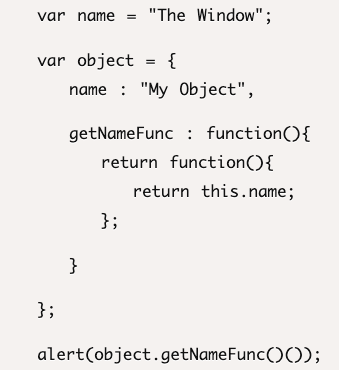 var name = "The Window";
var object = {
name : "My Object",
getNameFunc : function(){
return function(){
return this.name;
};
}
};
alert(object.getNameFunc()());